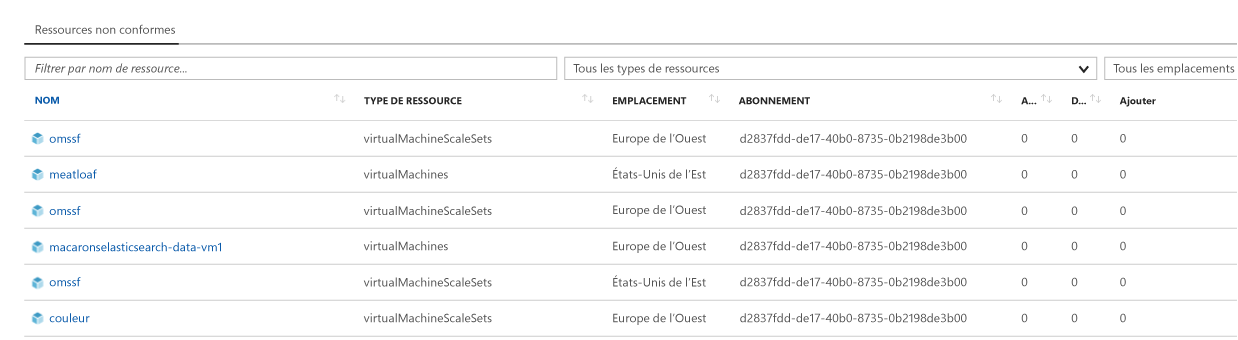 Ressources non conformes
Filtrer par nom de ressource... Tous les types de ressources Tous les emplacements
NOM TYPE DE RESSOURCE EMPLACEMENT ABONNEMENT A... D... Ajouter
omssf virtualMachineScaleSets Europe de l'Ouest d2837fdd-de17-40b0-8735-0b2198de3b00 0 0 0
meatloaf virtualMachines États-Unis de l'Est d2837fdd-de17-40b0-8735-0b2198de3b00 0 0 0
omssf virtualMachineScaleSets Europe de l'Ouest d2837fdd-de17-40b0-8735-0b2198de3b00 0 0 0
macaronselasticsearch-data-vm1 virtualMachines Europe de l'Ouest d2837fdd-de17-40b0-8735-0b2198de3b00 0 0 0
omssf virtualMachineScaleSets États-Unis de l'Est d2837fdd-de17-40b0-8735-0b2198de3b00 0 0 0
couleur virtualMachineScaleSets Europe de l'Ouest d2837fdd-de17-40b0-8735-0b2198de3b00 0 0 0